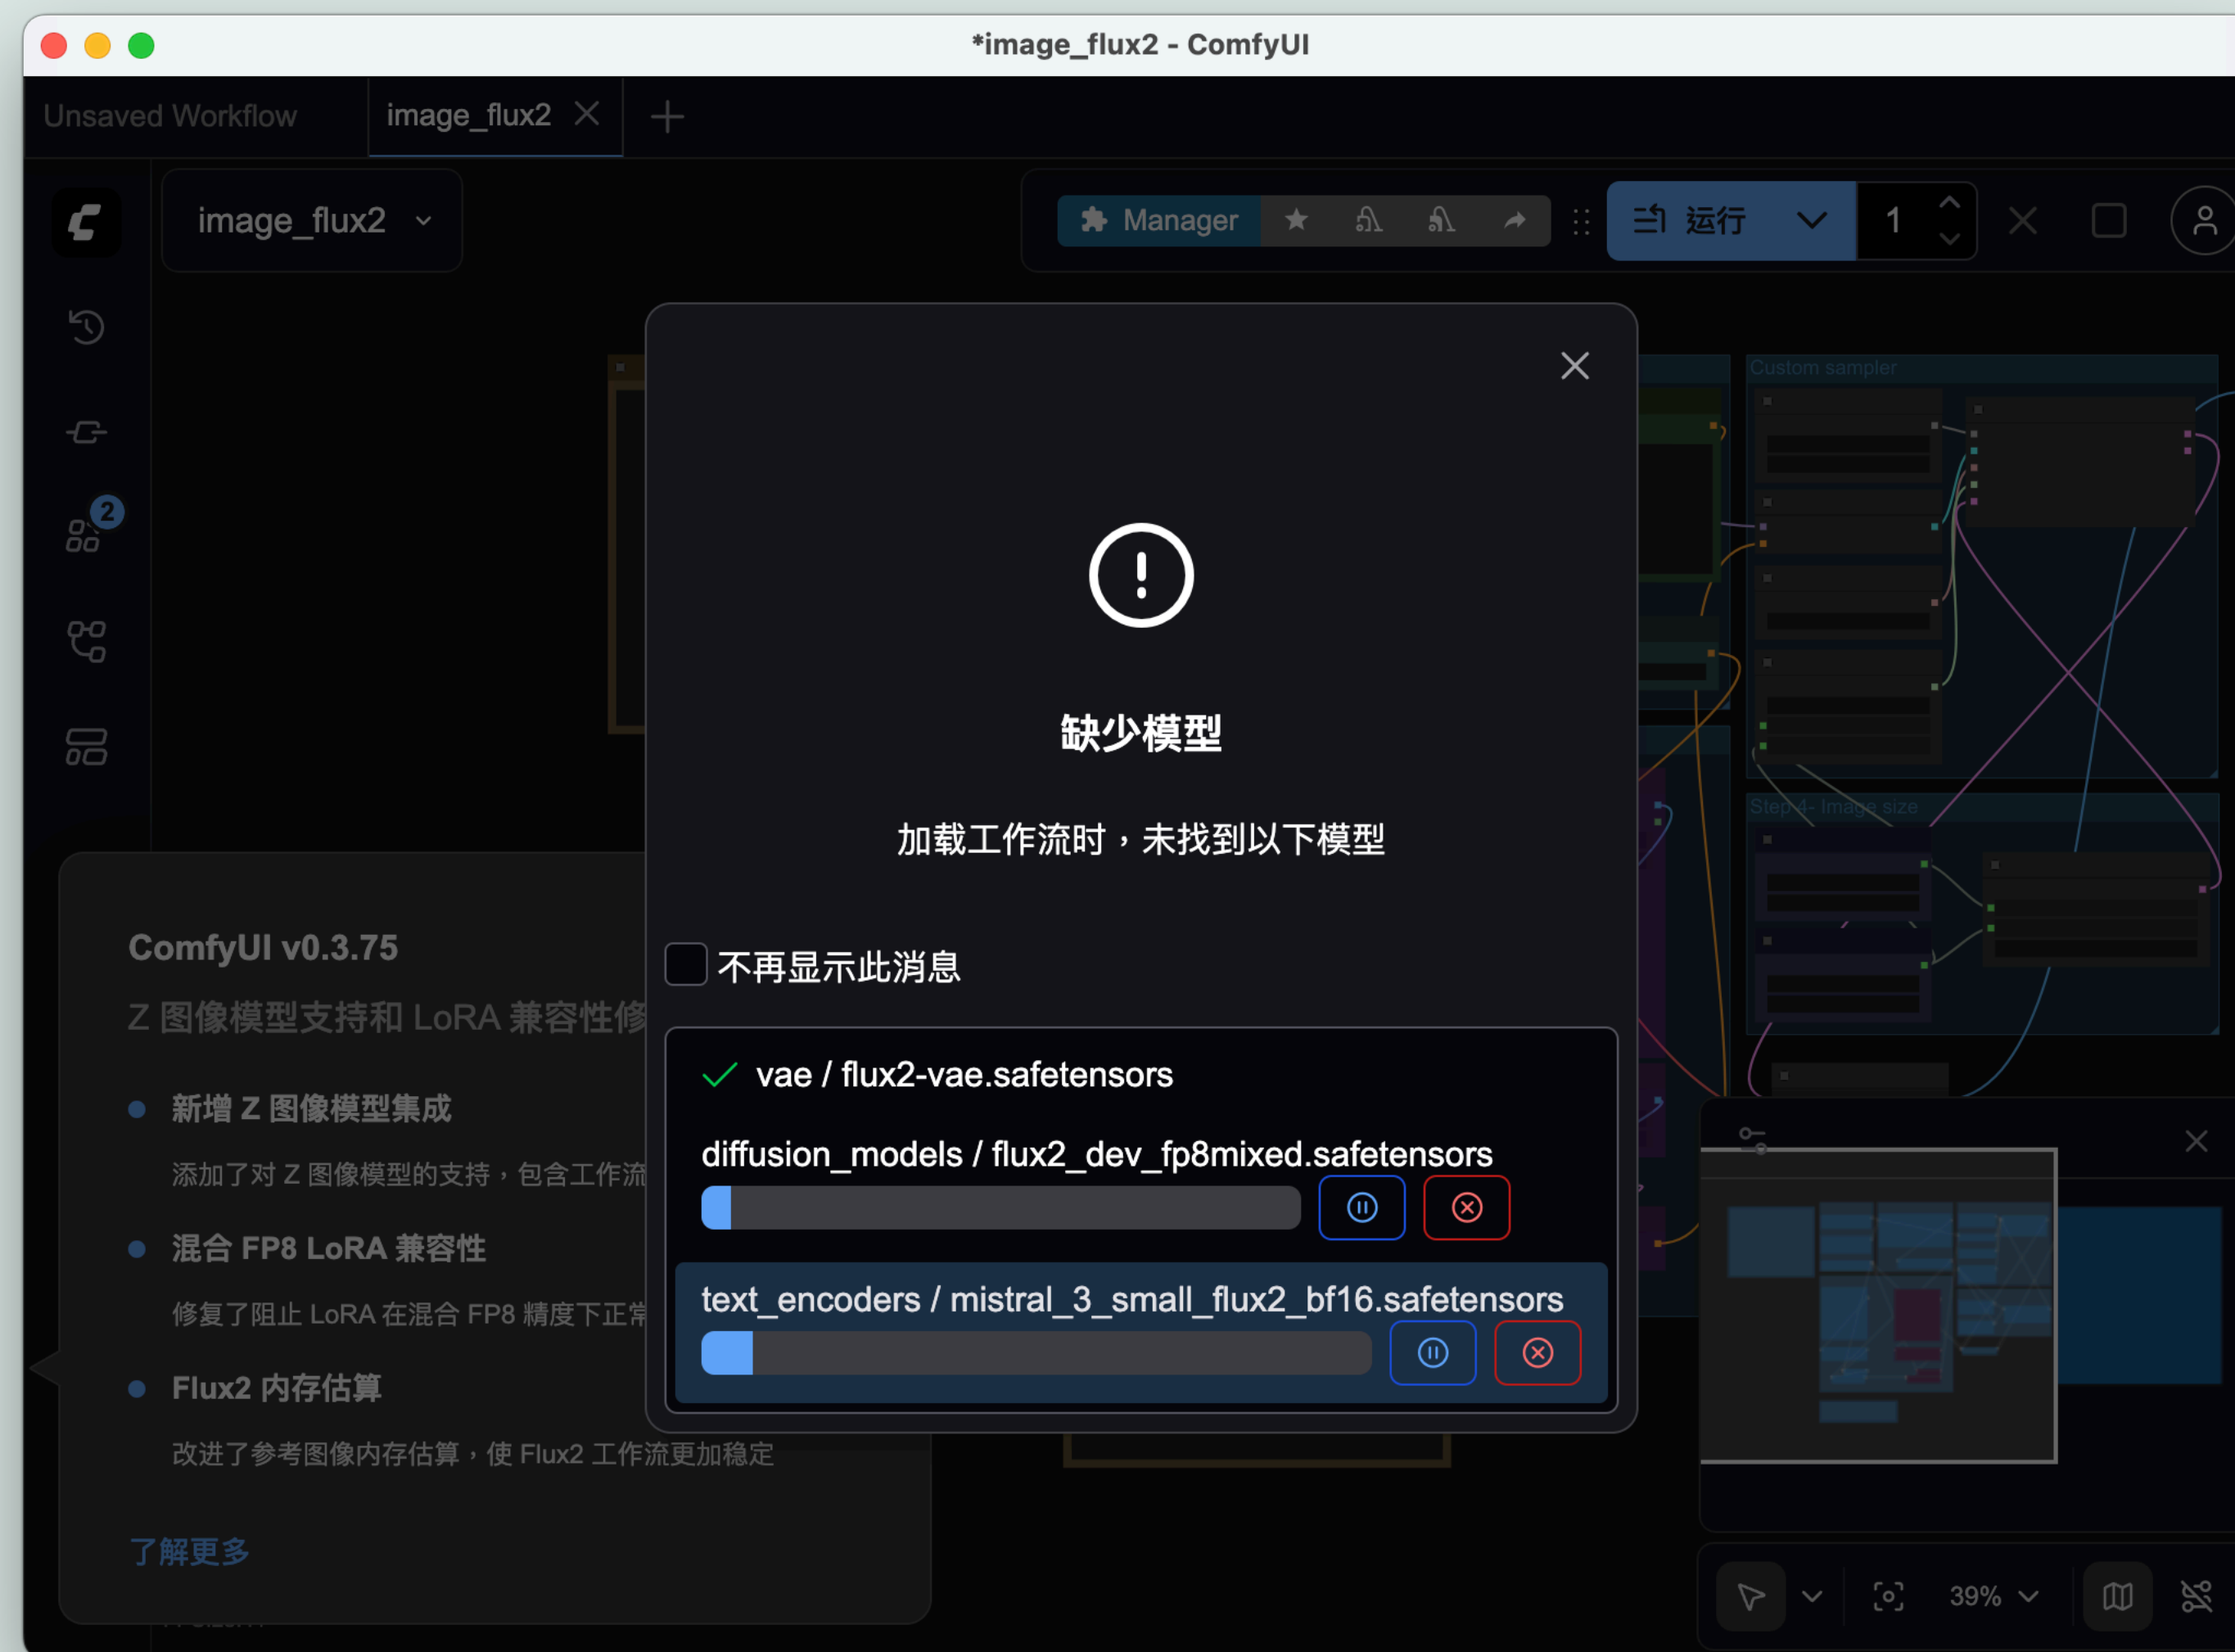 *image_flux2 - ComfyUI
Unsaved Workflow
image_flux2
image_flux2
Manager
运行
1
2
Custom sampler
缺少模型
加载工作流时，未找到以下模型
Step 4- Image size
不再显示此消息
vae / flux2-vae.safetensors
diffusion_models / flux2_dev_fp8mixed.safetensors
text_encoders / mistral_3_small_flux2_bf16.safetensors
ComfyUI v0.3.75
Z 图像模型支持和 LoRA 兼容性修
新增 Z 图像模型集成
添加了对 Z 图像模型的支持，包含工作流
混合 FP8 LoRA 兼容性
修复了阻止 LoRA 在混合 FP8 精度下正常
Flux2 内存估算
改进了参考图像内存估算，使 Flux2 工作流更加稳定
了解更多
39%